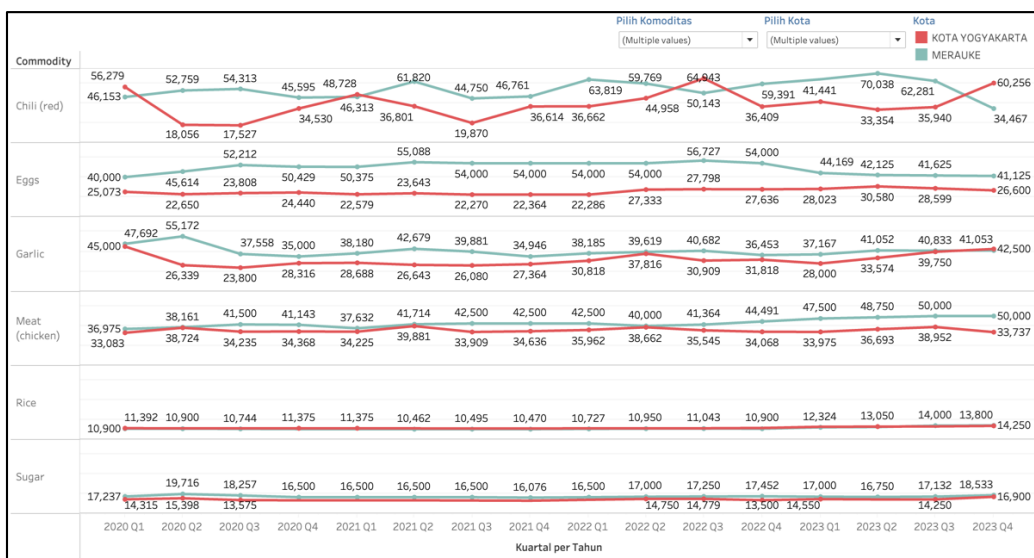 Pilih Komoditas Pilih Kota Kota
(Multiple values) (Multiple values) KOTA YOGYAKARTA
MERAUKE
Commodity
56,279 52,759 54,313 45,595 48,728 61,820 44,750 46,761 63,819 59,769 64,943 59,391 41,441 70,038 62,281 60,256
Chili (red)
46,153 18,056 17,527 34,530 46,313 36,801 19,870 36,614 36,662 44,958 50,143 36,409 33,354 35,940 34,467
52,212 55,088 56,727 54,000
Eggs
40,000 45,614 23,808 50,429 50,375 23,643 54,000 54,000 54,000 54,000 27,798 44,169 42,125 41,625 41,125
25,073 22,650 24,440 22,579 22,270 22,364 22,286 27,333 27,636 28,023 30,580 28,599 26,600
47,692 55,172 37,558 35,000 38,180 42,679 39,881 34,946 38,185 39,619 40,682 36,453 37,167 41,052 40,833 41,053
Garlic
45,000 26,339 23,800 28,316 28,688 26,643 26,080 27,364 30,818 37,816 30,909 31,818 28,000 33,574 39,750 42,500
38,161 41,500 41,143 37,632 41,714 42,500 42,500 42,500 40,000 41,364 44,491 47,500 48,750 50,000 50,000
Meat
(chicken)
36,975
33,083 38,724 34,235 34,368 34,225 39,881 33,909 34,636 35,962 38,662 35,545 34,068 33,975 36,693 38,952 33,737
Rice
11,392 10,900 10,744 11,375 11,375 10,462 10,495 10,470 10,727 10,950 11,043 10,900 12,324 13,050 14,000 13,800
10,900 14,250
Sugar
19,716 18,257 16,500 16,500 16,500 16,500 16,076 16,500 17,000 17,250 17,452 17,000 16,750 17,132 18,533
17,237 16,900
14,315 15,398 13,575 14,750 14,779 13,500 14,550 14,250
2020 Q1 2020 Q2 2020 Q3 2020 Q4 2021 Q1 2021 Q2 2021 Q3 2021 Q4 2022 Q1 2022 Q2 2022 Q3 2022 Q4 2023 Q1 2023 Q2 2023 Q3 2023 Q4
Kuartal per Tahun